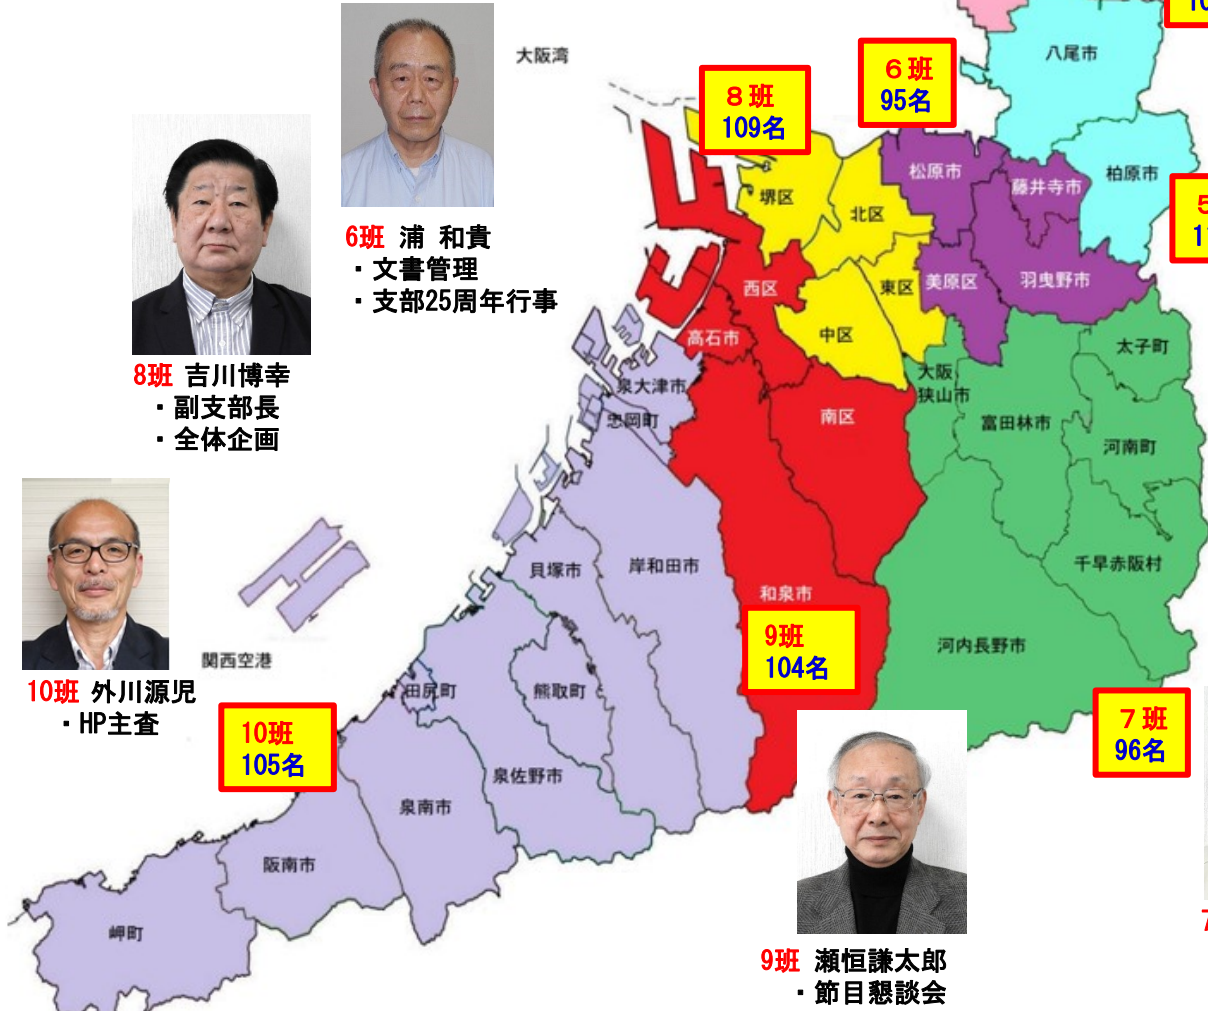 10
大阪湾
八尾市
6班
95名
8班
109名
松原市
藤井寺市
柏原市
堺区
北区
5
1
6班 浦 和貴
・文書管理
・支部25周年行事
西区
東区
美原区
羽曳野市
高石市
中区
太子町
8班 吉川博幸
・副支部長
・全体企画
泉大津市
忠岡町
大阪
狭山市
南区
富田林市
河南町
貝塚市
岸和田市
和泉市
千早赤阪村
9班
104名
河内長野市
関西空港
10班 外川源児
・HP主査
田尻町
熊取町
10班
105名
7班
96名
泉佐野市
泉南市
阪南市
岬町
7
9班 瀬恒謙太郎
・節目懇談会